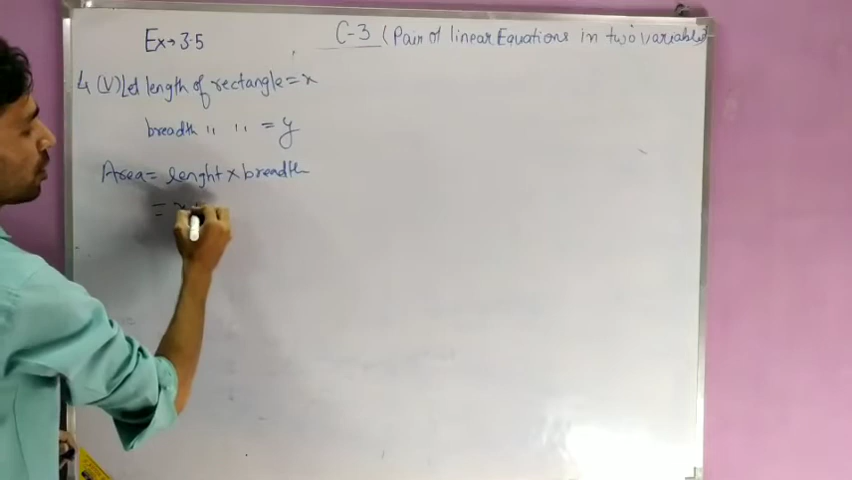 Ex→3.5
C-3 (Pair of linear Equations in two variables)
4 (V) Let length of rectangle = x
breadth " " = y
Area = lenght × breadth
= x